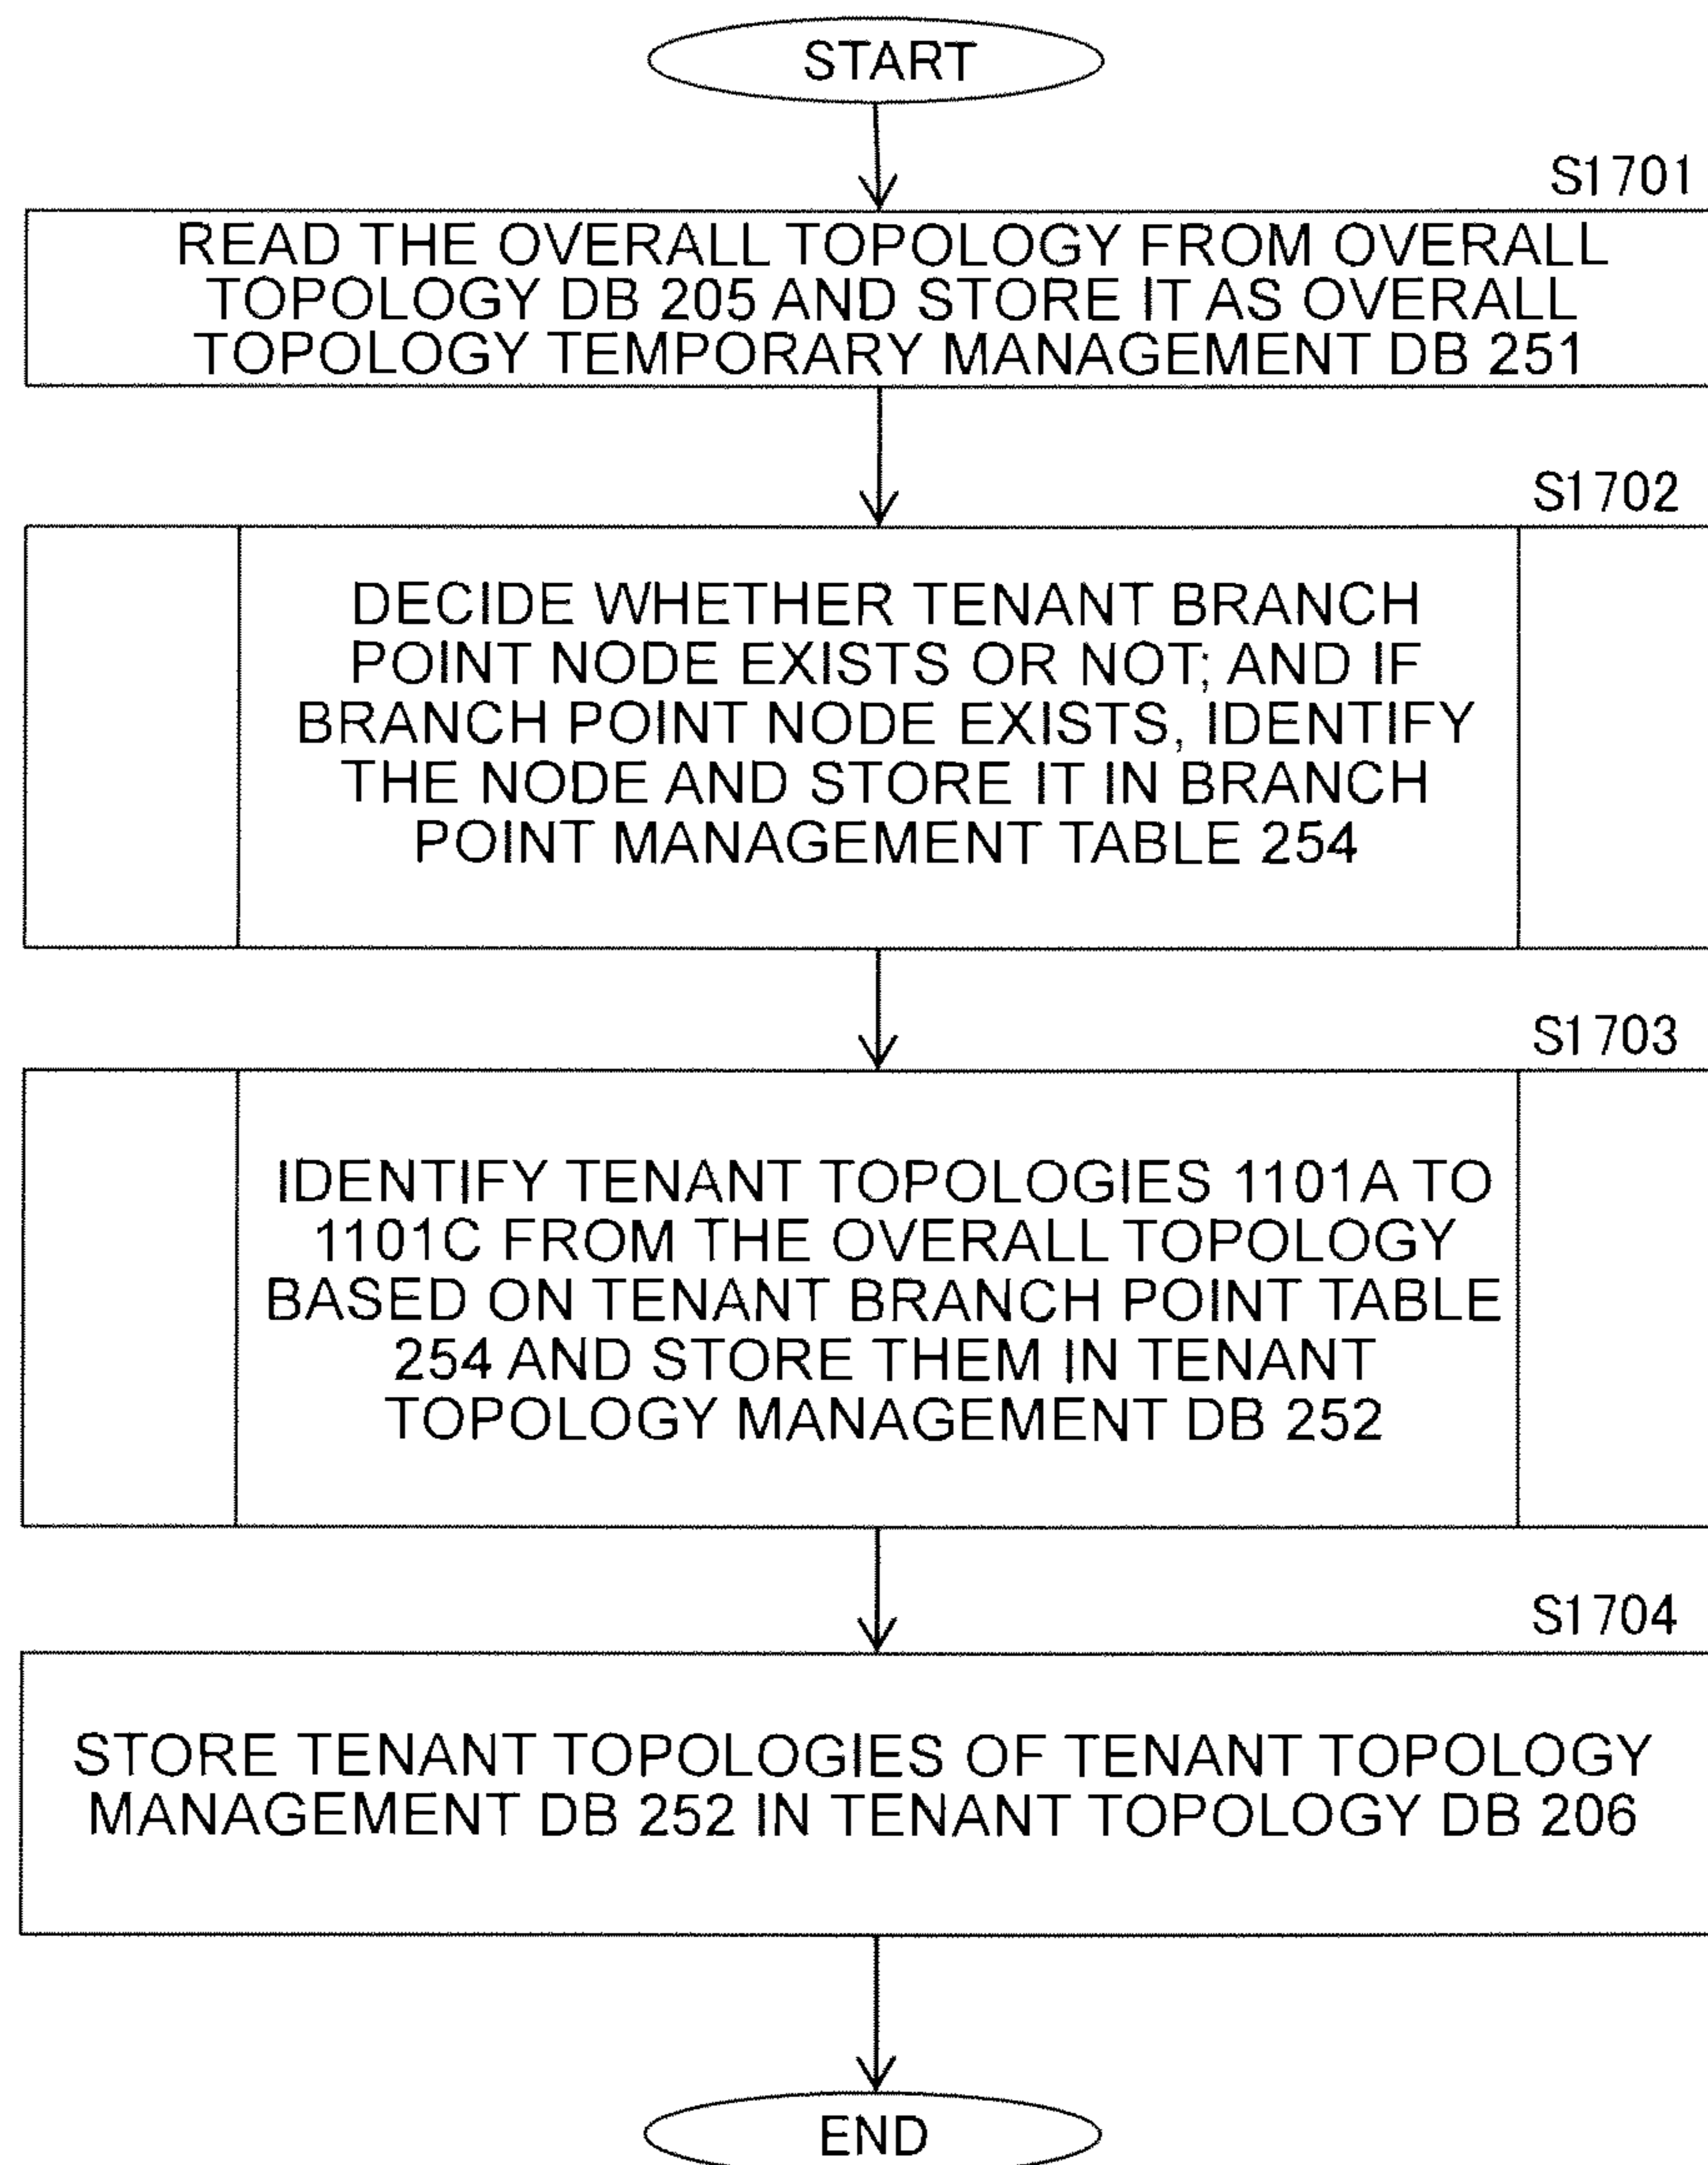 START
S1701
READ THE OVERALL TOPOLOGY FROM OVERALL
TOPOLOGY DB 205 AND STORE IT AS OVERALL
TOPOLOGY TEMPORARY MANAGEMENT DB 251
S1702
DECIDE WHETHER TENANT BRANCH
POINT NODE EXISTS OR NOT; AND IF
BRANCH POINT NODE EXISTS, IDENTIFY
THE NODE AND STORE IT IN BRANCH
POINT MANAGEMENT TABLE 254
S1703
IDENTIFY TENANT TOPOLOGIES 1101A TO
1101C FROM THE OVERALL TOPOLOGY
BASED ON TENANT BRANCH POINT TABLE
254 AND STORE THEM IN TENANT
TOPOLOGY MANAGEMENT DB 252
S1704
STORE TENANT TOPOLOGIES OF TENANT TOPOLOGY
MANAGEMENT DB 252 IN TENANT TOPOLOGY DB 206
END